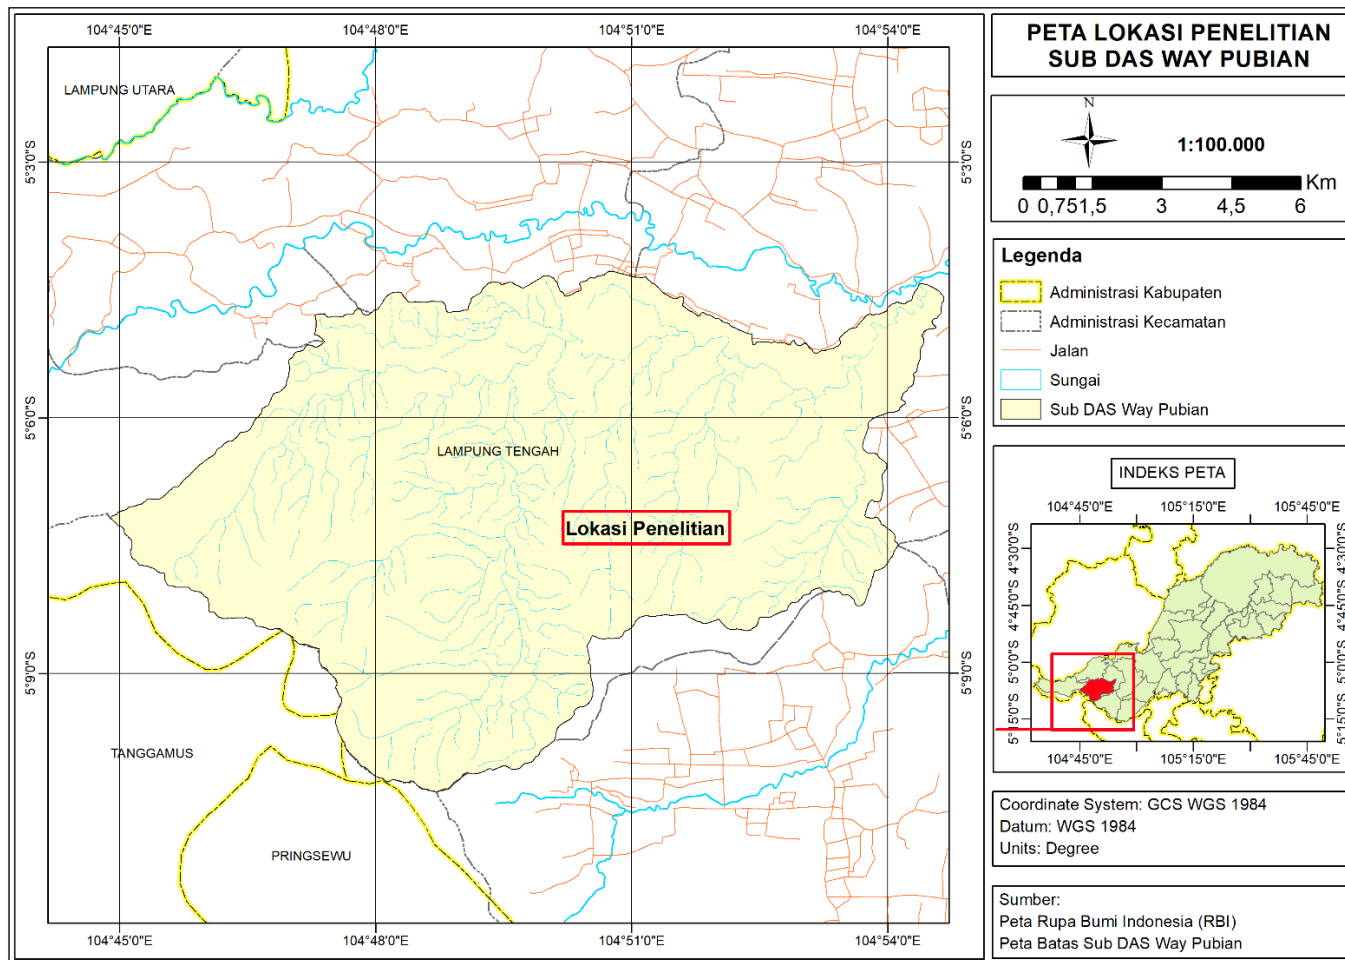 104°45'0"E 104°48'0"E 104°51'0"E 104°54'0"E
LAMPUNG UTARA
5°3'0"S 5°3'0"S
5°6'0"S 5°6'0"S
LAMPUNG TENGAH
Lokasi Penelitian
5°9'0"S 5°9'0"S
TANGGAMUS
PRINGSEWU
104°45'0"E 104°48'0"E 104°51'0"E 104°54'0"E
PETA LOKASI PENELITIAN
SUB DAS WAY PUBIAN
N
1:100.000
Km
0 0,75 1,5 3 4,5 6
Legenda
Administrasi Kabupaten
Administrasi Kecamatan
Jalan
Sungai
Sub DAS Way Pubian
INDEKS PETA
104°45'0"E 105°15'0"E 105°45'0"E
4°30'0"S 4°30'0"S
4°45'0"S 4°45'0"S
5°0'0"S 5°0'0"S
5°15'0"S 5°15'0"S
104°45'0"E 105°15'0"E 105°45'0"E
Coordinate System: GCS WGS 1984
Datum: WGS 1984
Units: Degree
Sumber:
Peta Rupa Bumi Indonesia (RBI)
Peta Batas Sub DAS Way Pubian